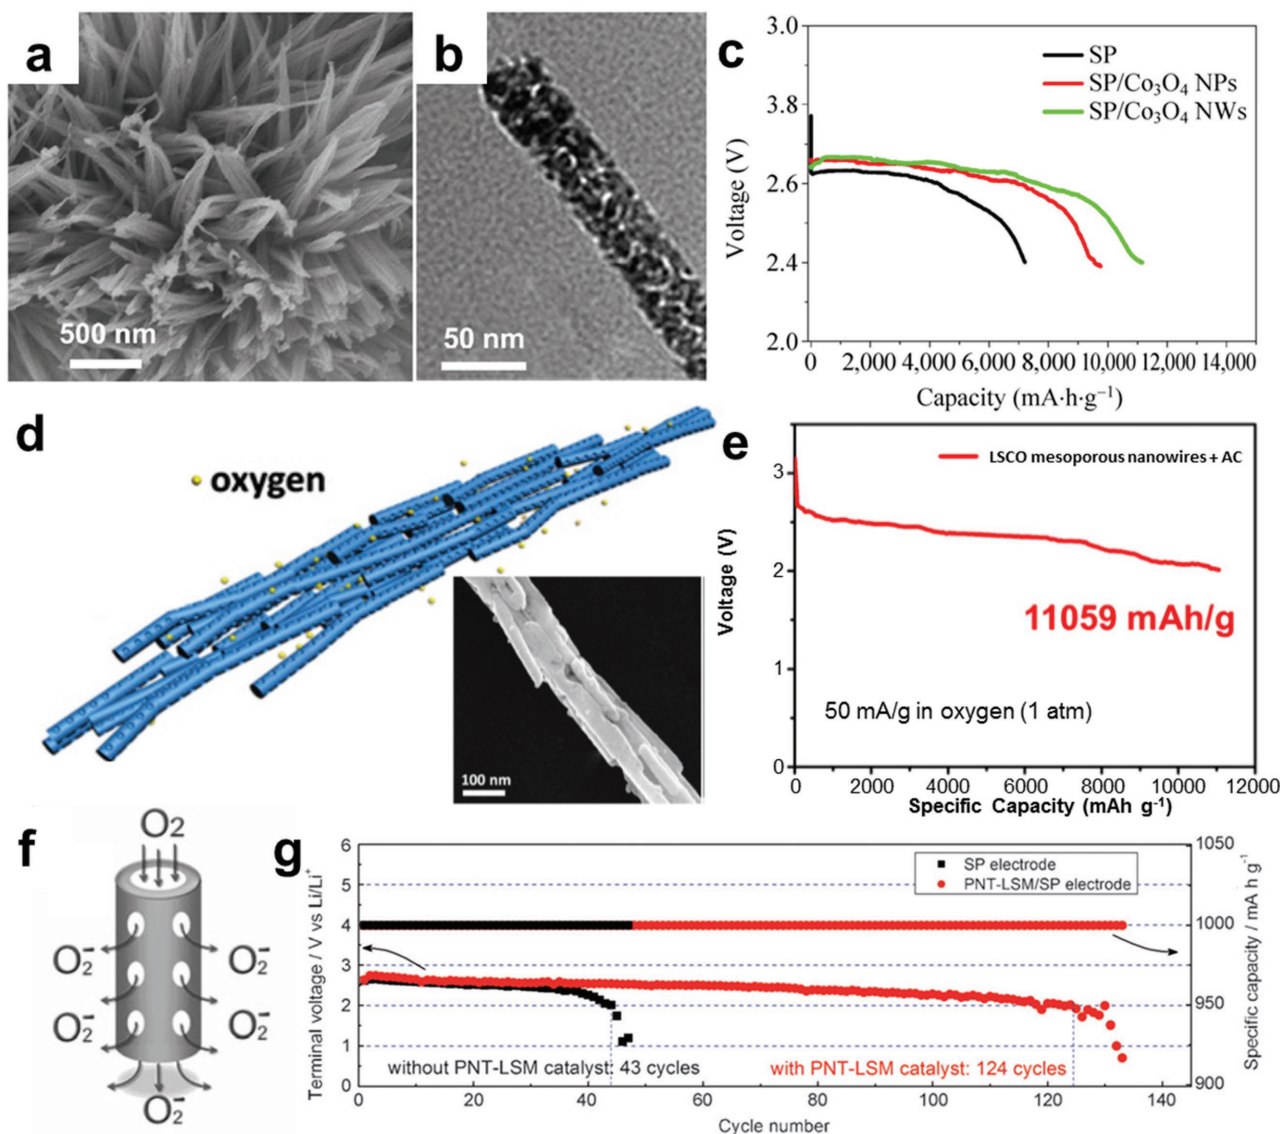 a
500 nm
b
50 nm
c
SP
SP/Co₃O₄ NPs
SP/Co₃O₄ NWs
Voltage (V)
3.0
3.8
2.6
2.4
2.0
0 2,000 4,000 6,000 8,000 10,000 12,000 14,000
Capacity (mA·h·g⁻¹)
d
oxygen
100 nm
e
LSCO mesoporous nanowires + AC
Voltage (V)
3
2
1
0
11059 mAh/g
50 mA/g in oxygen (1 atm)
0 2000 4000 6000 8000 10000 12000
Specific Capacity (mAh g⁻¹)
f
O₂
O₂⁻ O₂⁻
O₂⁻ O₂⁻
O₂⁻ O₂⁻
O₂⁻
g
Terminal voltage / V vs Li/Li⁺
6
5
4
3
2
1
0
SP electrode
PNT-LSM/SP electrode
1050
1000
950
900
Specific capacity / mA h g⁻¹
without PNT-LSM catalyst: 43 cycles
with PNT-LSM catalyst: 124 cycles
0 20 40 60 80 100 120 140
Cycle number